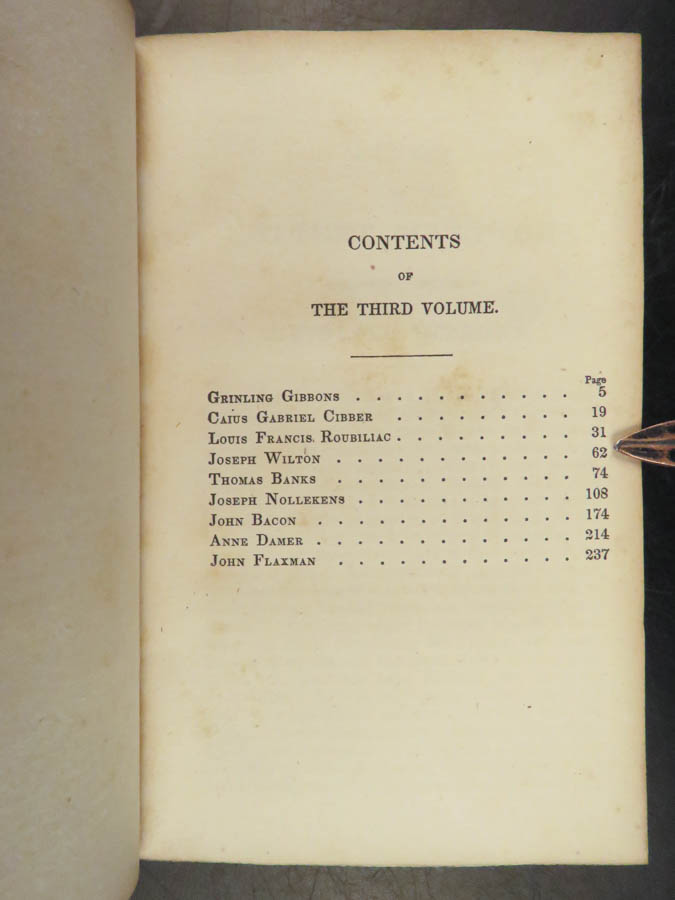 CONTENTS
OF
THE THIRD VOLUME.
Page
GRINLING GIBBONS . . . . . . . . . . . 5
CAIUS GABRIEL CIBBER . . . . . . . . . 19
LOUIS FRANCIS. ROUBILIAC . . . . . . . . . 31
JOSEPH WILTON . . . . . . . . . . . . 62
THOMAS BANKS . . . . . . . . . . . . 74
JOSEPH NOLLEKENS . . . . . . . . . . . 108
JOHN BACON . . . . . . . . . . . . . 174
ANNE DAMER . . . . . . . . . . . . . 214
JOHN FLAXMAN . . . . . . . . . . . . 237